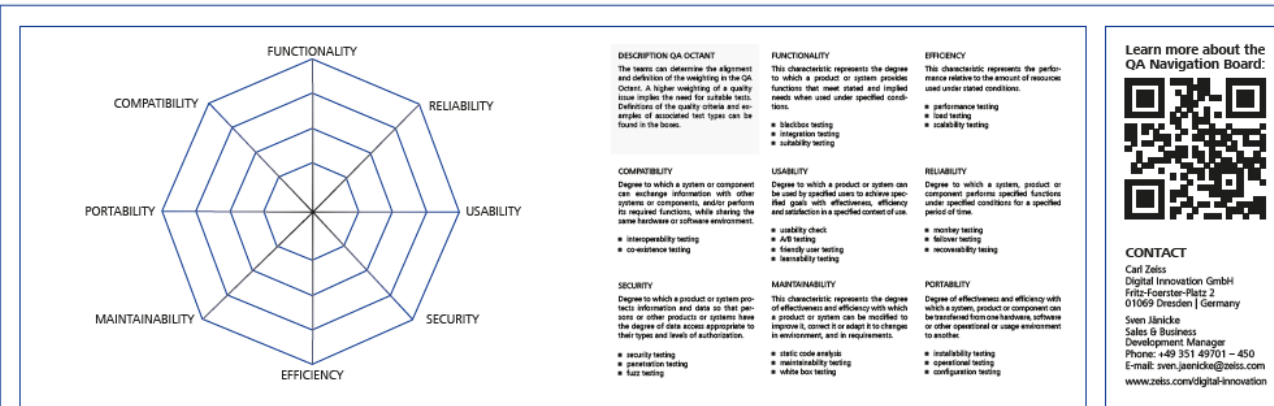 FUNCTIONALITY
COMPATIBILITY
RELIABILITY
PORTABILITY
USABILITY
MAINTAINABILITY
SECURITY
EFFICIENCY
DESCRIPTION QA OCTANT
The teams can determine the alignment
and definition of the weighting in the QA
Octant. A higher weighting of a quality
issue implies the need for suitable tests.
Definitions of the quality criteria and ex-
amples of associated test types can be
found in the boxes.
FUNCTIONALITY
This characteristic represents the degree
to which a product or system provides
functions that meet stated and implied
needs when used under specified condi-
tions.
■ blackbox testing
■ integration testing
■ suitability testing
EFFICIENCY
This characteristic represents the perfor-
mance relative to the amount of resources
used under stated conditions.
■ performance testing
■ load testing
■ scalability testing
COMPATIBILITY
Degree to which a system or component
can exchange information with other
systems or components, and/or perform
its required functions, while sharing the
same hardware or software environment.
■ interoperability testing
■ co-existence testing
USABILITY
Degree to which a product or system can
be used by specified users to achieve spec-
ified goals with effectiveness, efficiency
and satisfaction in a specified context of use.
■ usability check
■ A/B testing
■ friendly user testing
■ learnability testing
RELIABILITY
Degree to which a system, product or
component performs specified functions
under specified conditions for a specified
period of time.
■ monkey testing
■ failover testing
■ recoverability testing
SECURITY
Degree to which a product or system pro-
tects information and data so that per-
sons or other products or systems have
the degree of data access appropriate to
their types and levels of authorization.
■ security testing
■ penetration testing
■ fuzz testing
MAINTAINABILITY
This characteristic represents the degree
of effectiveness and efficiency with which
a product or system can be modified to
improve it, correct it or adapt it to changes
in environment, and in requirements.
■ static code analysis
■ maintainability testing
■ white box testing
PORTABILITY
Degree of effectiveness and efficiency with
which a system, product or component can
be transferred from one hardware, software
or other operational or usage environment
to another.
■ installability testing
■ operational testing
■ configuration testing
Learn more about the
QA Navigation Board:
CONTACT
Carl Zeiss
Digital Innovation GmbH
Fritz-Foerster-Platz 2
01069 Dresden | Germany
Sven Jänicke
Sales & Business
Development Manager
Phone: +49 351 49701 – 450
E-mail: sven.jaenicke@zeiss.com
www.zeiss.com/digital-innovation